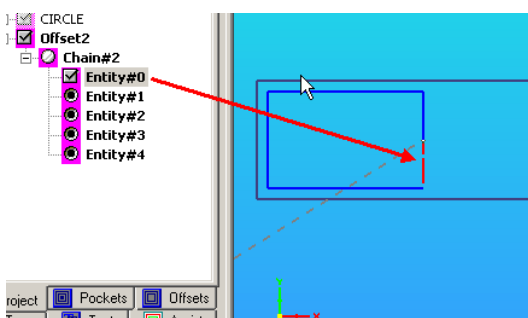 CIRCLE
Offset2
Chain#2
Entity#0
Entity#1
Entity#2
Entity#3
Entity#4
roject Pockets Offsets
Y
X